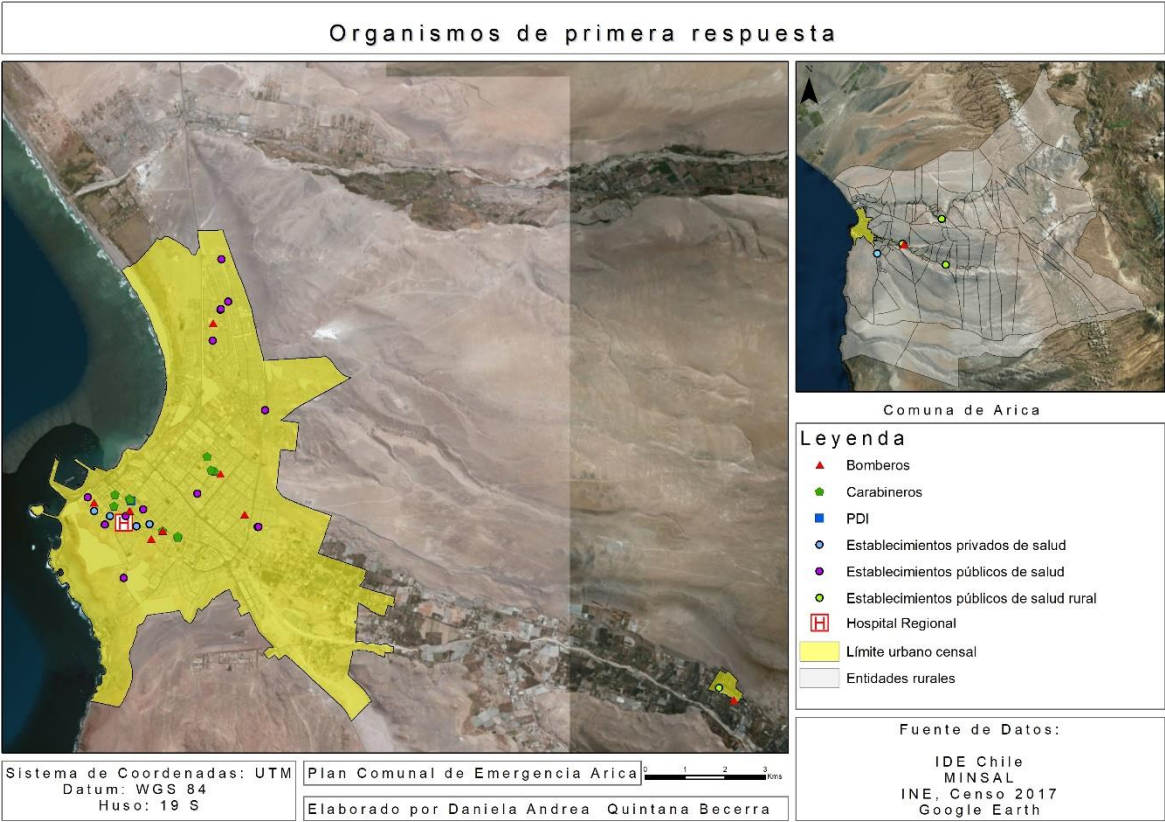 Organismos de primera respuesta
N
Comuna de Arica
Leyenda
Bomberos
Carabineros
PDI
Establecimientos privados de salud
Establecimientos públicos de salud
Establecimientos públicos de salud rural
H Hospital Regional
Límite urbano censal
Entidades rurales
H
Sistema de Coordenadas: UTM
Datum: WGS 84
Huso: 19 S
Plan Comunal de Emergencia Arica
0 1 2 3
Kms
Elaborado por Daniela Andrea Quintana Becerra
Fuente de Datos:
IDE Chile
MINSAL
INE, Censo 2017
Google Earth